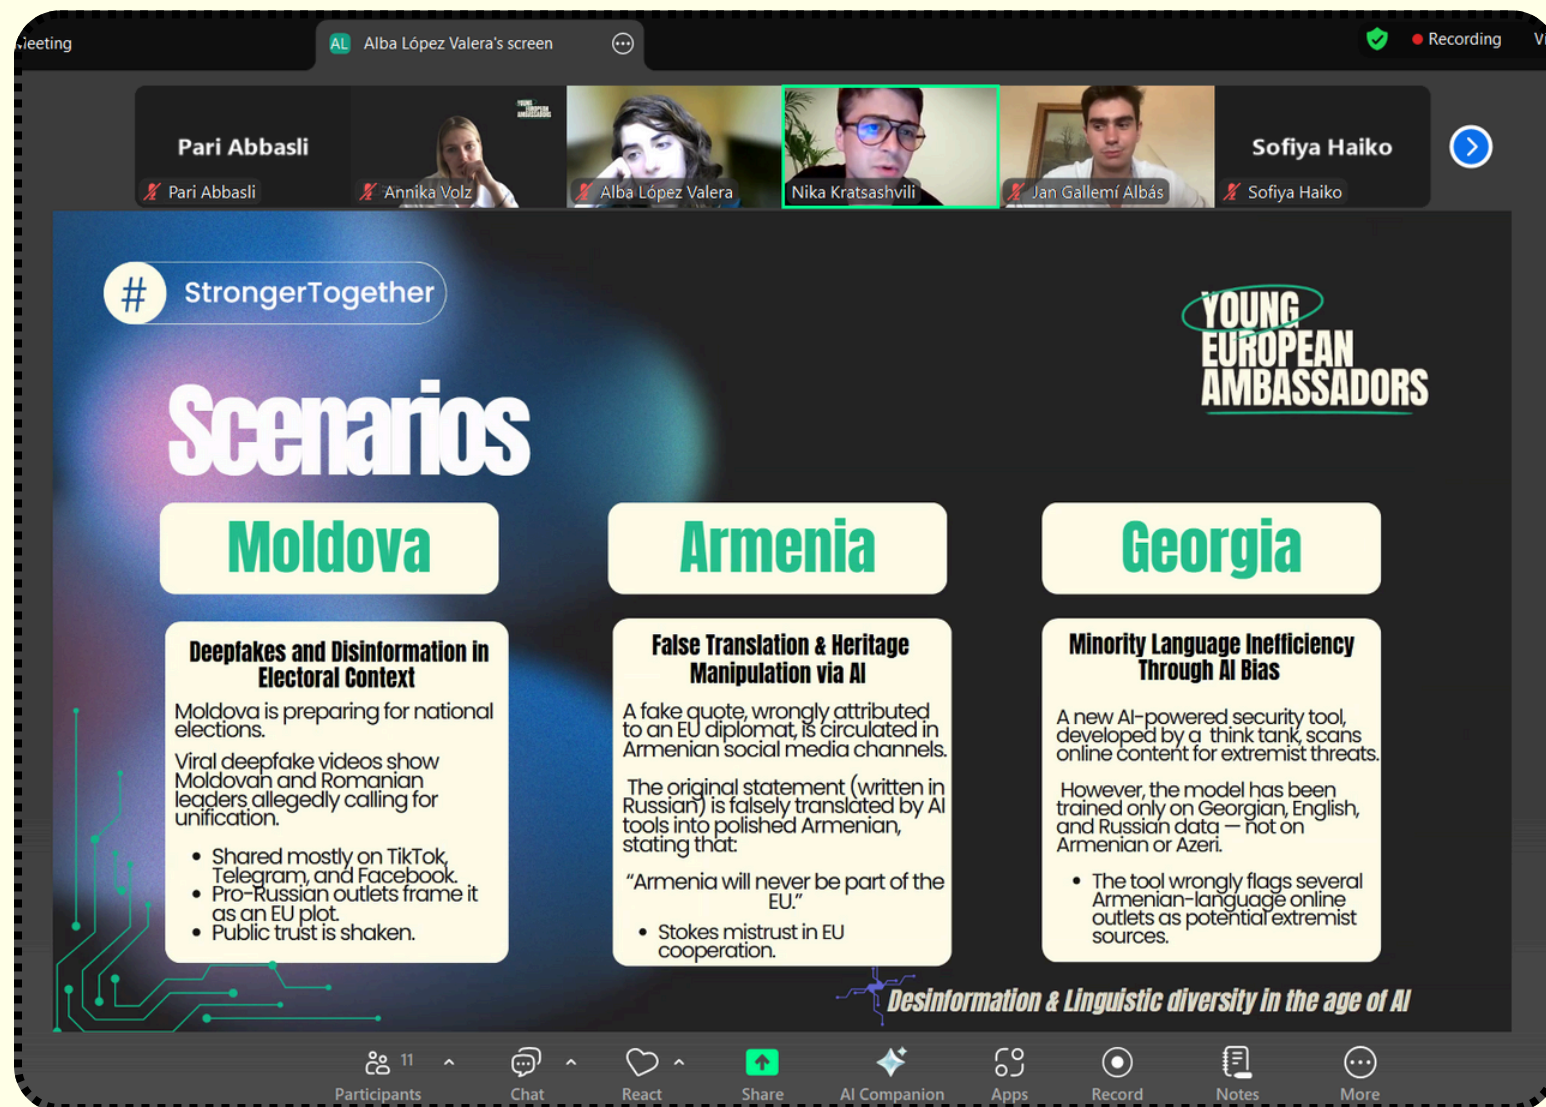 Meeting
AL Alba López Valera's screen
Recording
Pari Abbasli
Pari Abbasli
YOUNG
EUROPEAN
AMBASSADORS
Annika Volz
Alba López Valera
Nika Kratsashvili
Jan Gallemí Albás
Sofiya Haiko
Sofiya Haiko
# StrongerTogether
YOUNG
EUROPEAN
AMBASSADORS
Scenarios
Moldova
Deepfakes and Disinformation in
Electoral Context
Moldova is preparing for national
elections.
Viral deepfake videos show
Moldovan and Romanian
leaders allegedly calling for
unification.
• Shared mostly on TikTok,
Telegram, and Facebook.
• Pro-Russian outlets frame it
as an EU plot.
• Public trust is shaken.
Armenia
False Translation & Heritage
Manipulation via AI
A fake quote, wrongly attributed
to an EU diplomat, is circulated in
Armenian social media channels.
The original statement (written in
Russian) is falsely translated by AI
tools into polished Armenian,
stating that:
“Armenia will never be part of the
EU.”
• Stokes mistrust in EU
cooperation.
Georgia
Minority Language Inefficiency
Through AI Bias
A new AI-powered security tool,
developed by a think tank, scans
online content for extremist threats.
However, the model has been
trained only on Georgian, English,
and Russian data — not on
Armenian or Azeri.
• The tool wrongly flags several
Armenian-language online
outlets as potential extremist
sources.
Desinformation & Linguistic diversity in the age of AI
11
Participants
Chat
React
Share
AI Companion
Apps
Record
Notes
More